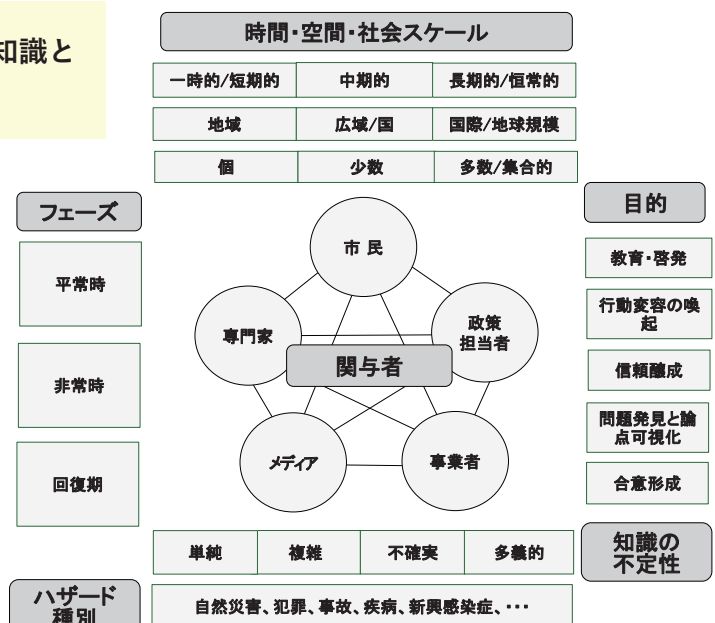 知識と
時間・空間・社会スケール
一時的/短期的
中期的
長期的/恒常的
地域
広域/国
国際/地球規模
個
少数
多数/集合的
フェーズ
平常時
非常時
回復期
市 民
専門家
政策
担当者
関与者
メディア
事業者
目的
教育・啓発
行動変容の喚
起
信頼醸成
問題発見と論
点可視化
合意形成
単純
複雑
不確実
多義的
知識の
不定性
ハザード
種別
自然災害、犯罪、事故、疾病、新興感染症、・・・